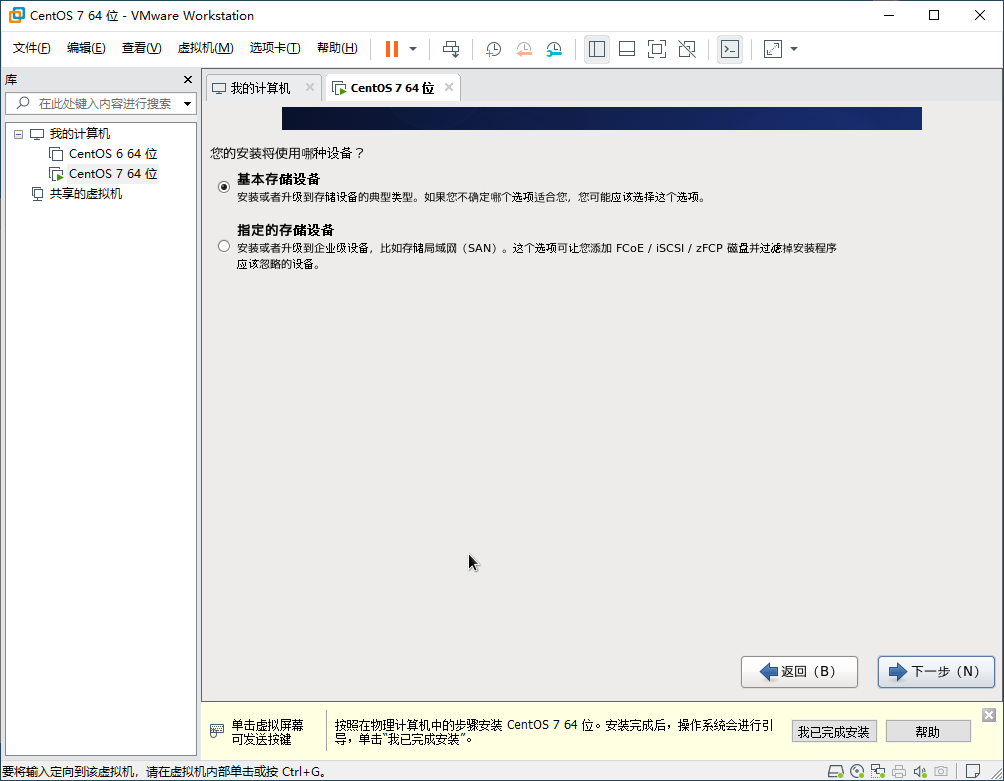 CentOS 7 64 位 - VMware Workstation
文件(F) 编辑(E) 查看(V) 虚拟机(M) 选项卡(T) 帮助(H)
库
在此处键入内容进行搜索
我的计算机
CentOS 6 64 位
CentOS 7 64 位
共享的虚拟机
我的计算机
CentOS 7 64 位
您的安装将使用哪种设备？
基本存储设备
安装或者升级到存储设备的典型类型。如果您不确定哪个选项适合您，您可能应该选择这个选项。
指定的存储设备
安装或者升级到企业级设备，比如存储局域网（SAN）。这个选项可让您添加 FCoE / iSCSI / zFCP 磁盘并过滤掉安装程序
应该忽略的设备。
返回（B）
下一步（N）
单击虚拟屏幕
可发送按键
按照在物理计算机中的步骤安装 CentOS 7 64 位。安装完成后，操作系统会进行引
导，单击“我已完成安装”。
我已完成安装
帮助
要将输入定向到该虚拟机，请在虚拟机内部单击或按 Ctrl+G。